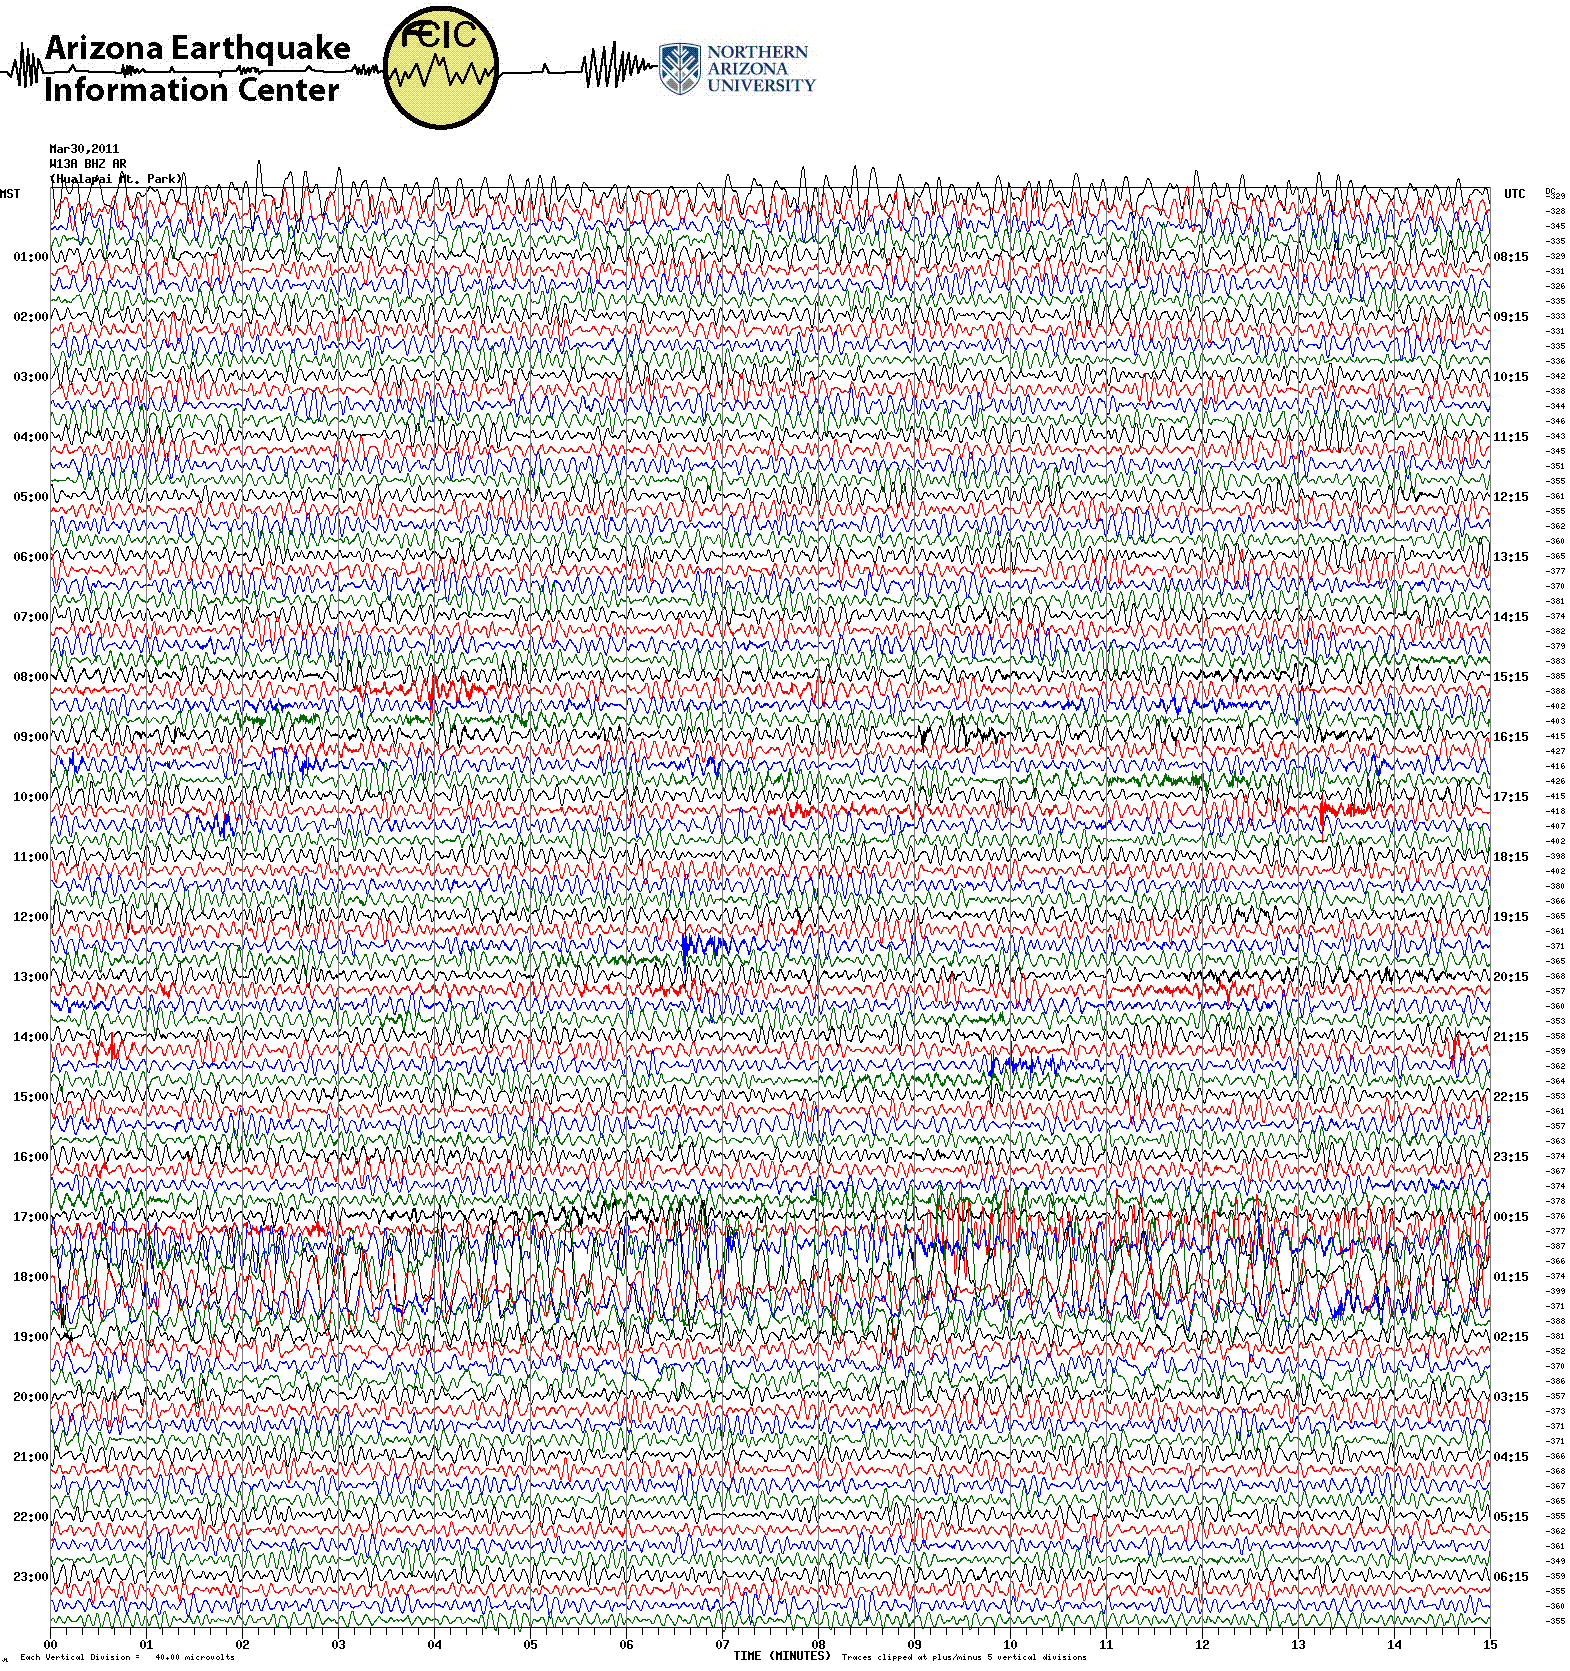 Arizona Earthquake
Information Center
ÆEIC
NORTHERN
ARIZONA
UNIVERSITY
Mar30,2011
W13A BHZ AR
(Hualapai Mt. Park)
MST UTC DC
-329
-328
-345
-335
01:00 08:15 -329
-331
-326
-335
02:00 09:15 -333
-331
-335
-336
03:00 10:15 -342
-338
-344
-346
04:00 11:15 -343
-345
-351
-355
05:00 12:15 -361
-355
-362
-360
06:00 13:15 -365
-377
-370
-381
07:00 14:15 -374
-382
-379
-383
08:00 15:15 -385
-388
-402
-403
09:00 16:15 -415
-427
-416
-426
10:00 17:15 -415
-418
-407
-402
11:00 18:15 -398
-402
-380
-366
12:00 19:15 -365
-361
-371
-365
13:00 20:15 -368
-357
-360
-353
14:00 21:15 -358
-359
-362
-364
15:00 22:15 -353
-361
-357
-363
16:00 23:15 -374
-367
-374
-378
17:00 00:15 -376
-377
-387
-366
18:00 01:15 -374
-399
-371
-388
19:00 02:15 -381
-352
-370
-386
20:00 03:15 -357
-373
-371
-371
21:00 04:15 -366
-368
-367
-365
22:00 05:15 -355
-362
-361
-349
23:00 06:15 -359
-355
-360
-355
00 01 02 03 04 05 06 07 08 09 10 11 12 13 14 15
TIME (MINUTES) Traces clipped at plus/minus 5 vertical divisions
Each Vertical Division = 40.00 microvolts